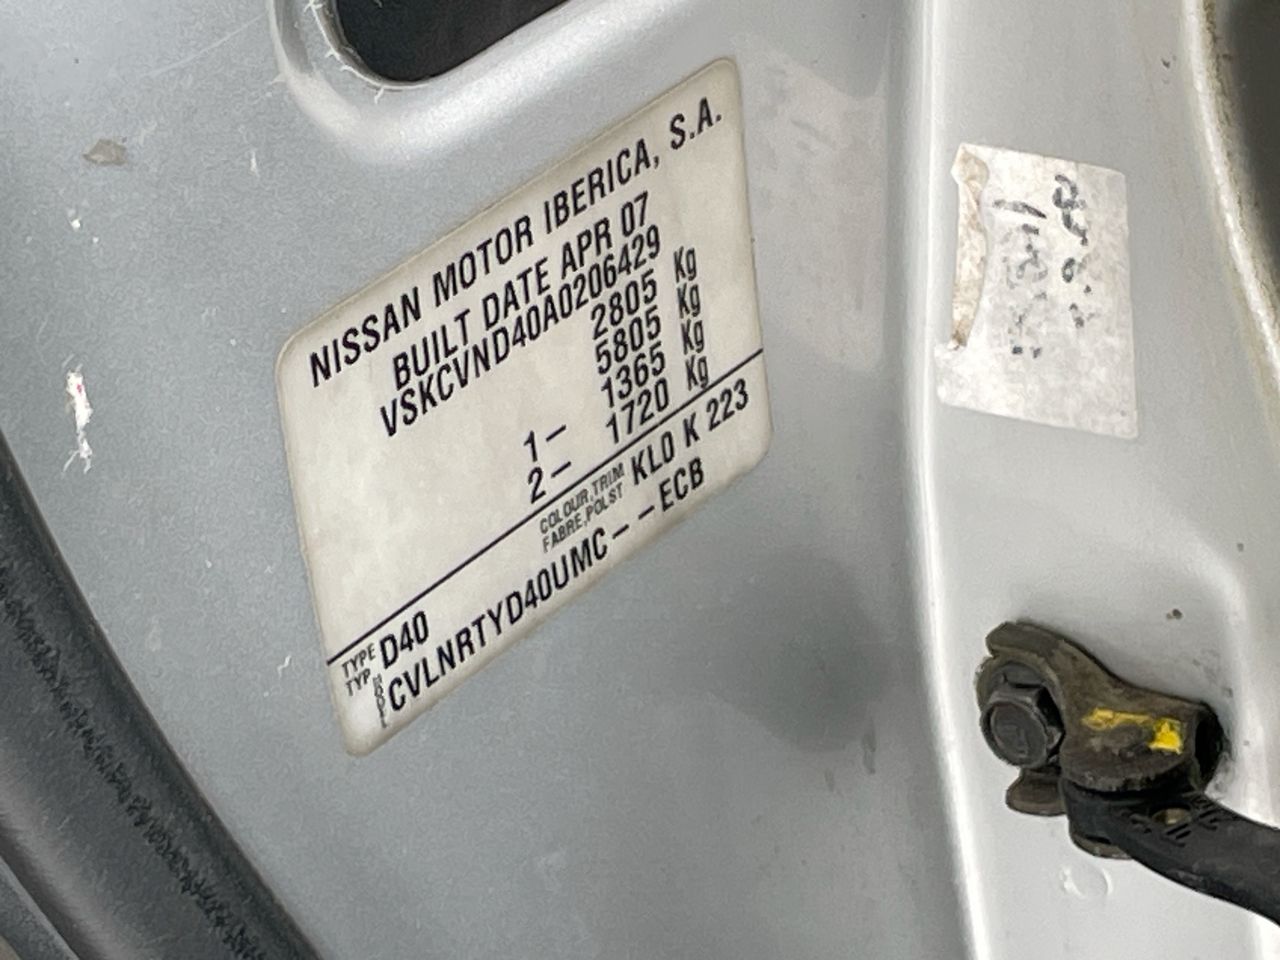 NISSAN MOTOR IBERICA, S.A.
BUILT DATE APR 07
VSKCVND40A0206429
2805 Kg
5805 Kg
1- 1365 Kg
2- 1720 Kg
COLOUR,TRIM KL0 K 223
FABRE,POLST
TYPE D40
TYP
MODEL CVLNRTYD40UMC--ECB